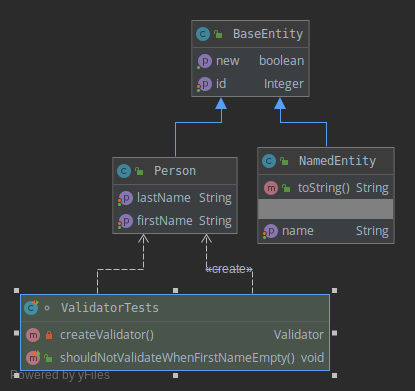 BaseEntity
new boolean
id Integer
Person
lastName String
firstName String
NamedEntity
toString() String
name String
«create»
ValidatorTests
createValidator() Validator
shouldNotValidateWhenFirstNameEmpty() void
Powered by yFiles